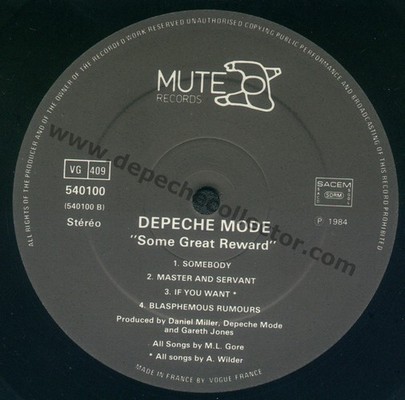 ALL RIGHTS OF THE PRODUCER AND OF THE OWNER OF THE RECORDED WORK RESERVED UNAUTHORISED COPYING PUBLIC PERFORMANCE AND BROADCASTING OF THIS RECORD PROHIBITED
MUTE
RECORDS
www.depechecollector.com
VG 409
540100
(540100 B)
Stéréo
SACEM
SDRM
℗ 1984
DEPECHE MODE
"Some Great Reward"
1. SOMEBODY
2. MASTER AND SERVANT
3. IF YOU WANT *
4. BLASPHEMOUS RUMOURS
Produced by Daniel Miller, Depeche Mode
and Gareth Jones
All Songs by M.L. Gore
* All songs by A. Wilder
MADE IN FRANCE BY VOGUE FRANCE